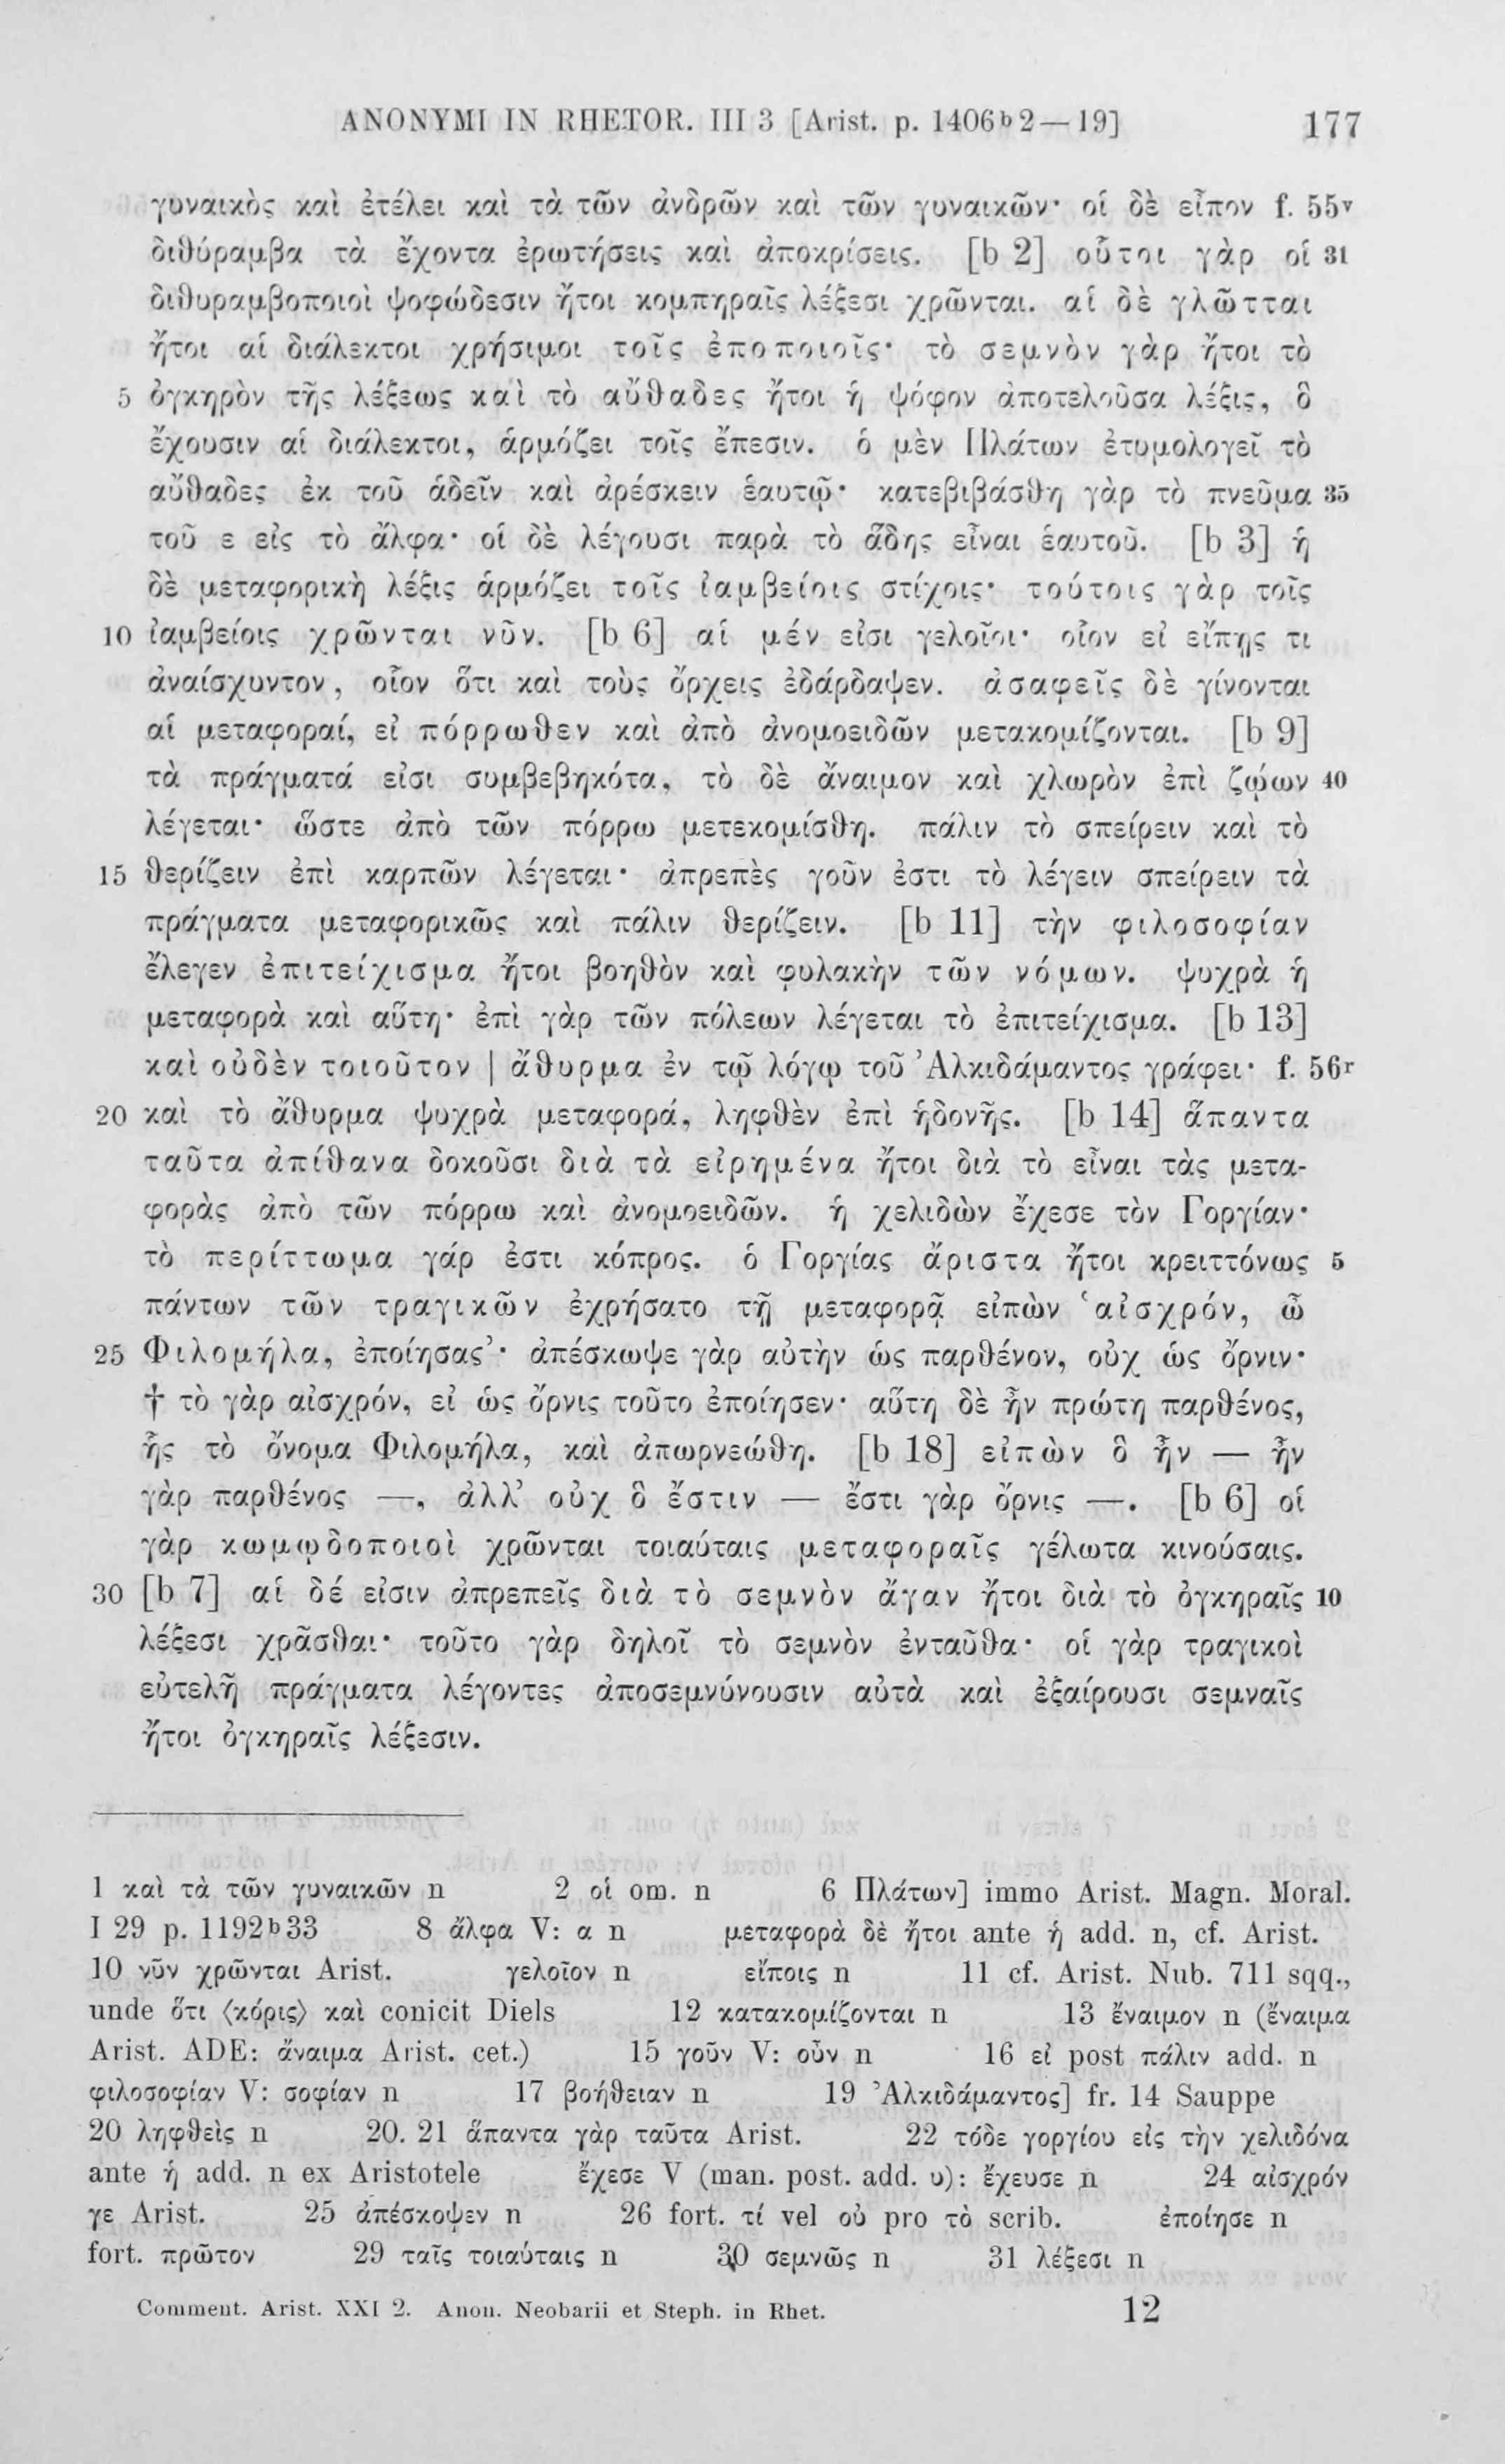 ANONYMI IN RHETOR. III 3 [Arist. p. 1406ᵇ2—19] 177
γυναικὸς καὶ ἐτέλει καὶ τὰ τῶν ἀνδρῶν καὶ τῶν γυναικῶν· οἱ δὲ εἶπον f. 55ᵛ
διθύραμβα τὰ ἔχοντα ἐρωτήσεις καὶ ἀποκρίσεις. [b 2] οὗτοι γὰρ οἱ 31
διθυραμβοποιοὶ ψοφώδεσιν ἤτοι κομπηραῖς λέξεσι χρῶνται. αἱ δὲ γλῶτται
ἤτοι αἱ διάλεκτοι χρήσιμοι τοῖς ἐποποιοῖς· τὸ σεμνὸν γὰρ ἤτοι τὸ
5 ὀγκηρὸν τῆς λέξεως καὶ τὸ αὔθαδες ἤτοι ἡ ψόφον ἀποτελοῦσα λέξις, ὃ
ἔχουσιν αἱ διάλεκτοι, ἁρμόζει τοῖς ἔπεσιν. ὁ μὲν Πλάτων ἐτυμολογεῖ τὸ
αὔθαδες ἐκ τοῦ ἁδεῖν καὶ ἀρέσκειν ἑαυτῷ· κατεβιβάσθη γὰρ τὸ πνεῦμα 35
τοῦ ε εἰς τὸ ἄλφα· οἱ δὲ λέγουσι παρὰ τὸ ἅδης εἶναι ἑαυτοῦ. [b 3] ἡ
δὲ μεταφορικὴ λέξις ἁρμόζει τοῖς ἰαμβείοις στίχοις· τούτοις γὰρ τοῖς
10 ἰαμβείοις χρῶνται νῦν. [b 6] αἱ μέν εἰσι γελοῖοι· οἷον εἰ εἴπῃς τι
ἀναίσχυντον, οἷον ὅτι καὶ τοὺς ὄρχεις ἐδάρδαψεν. ἀσαφεῖς δὲ γίνονται
αἱ μεταφοραί, εἰ πόρρωθεν καὶ ἀπὸ ἀνομοειδῶν μετακομίζονται. [b 9]
τὰ πράγματά εἰσι συμβεβηκότα, τὸ δὲ ἄναιμον καὶ χλωρὸν ἐπὶ ζῴων 40
λέγεται· ὥστε ἀπὸ τῶν πόρρω μετεκομίσθη. πάλιν τὸ σπείρειν καὶ τὸ
15 θερίζειν ἐπὶ καρπῶν λέγεται· ἀπρεπὲς γοῦν ἐστι τὸ λέγειν σπείρειν τὰ
πράγματα μεταφορικῶς καὶ πάλιν θερίζειν. [b 11] τὴν φιλοσοφίαν
ἔλεγεν ἐπιτείχισμα ἤτοι βοηθὸν καὶ φυλακὴν τῶν νόμων. ψυχρὰ ἡ
μεταφορὰ καὶ αὕτη· ἐπὶ γὰρ τῶν πόλεων λέγεται τὸ ἐπιτείχισμα. [b 13]
καὶ οὐδὲν τοιοῦτον | ἄθυρμα ἐν τῷ λόγῳ τοῦ Ἀλκιδάμαντος γράφει· f. 56ʳ
20 καὶ τὸ ἄθυρμα ψυχρὰ μεταφορά, ληφθὲν ἐπὶ ἡδονῆς. [b 14] ἅπαντα
ταῦτα ἀπίθανα δοκοῦσι διὰ τὰ εἰρημένα ἤτοι διὰ τὸ εἶναι τὰς μετα-
φορὰς ἀπὸ τῶν πόρρω καὶ ἀνομοειδῶν. ἡ χελιδὼν ἔχεσε τὸν Γοργίαν·
τὸ περίττωμα γάρ ἐστι κόπρος. ὁ Γοργίας ἄριστα ἤτοι κρειττόνως 5
πάντων τῶν τραγικῶν ἐχρήσατο τῇ μεταφορᾷ εἰπὼν ‘αἰσχρόν, ὦ
25 Φιλομήλα, ἐποίησας’· ἀπέσκωψε γὰρ αὐτὴν ὡς παρθένον, οὐχ ὡς ὄρνιν·
† τὸ γὰρ αἰσχρόν, εἰ ὡς ὄρνις τοῦτο ἐποίησεν· αὕτη δὲ ἦν πρώτη παρθένος,
ἧς τὸ ὄνομα Φιλομήλα, καὶ ἀπωρνεώθη. [b 18] εἰπὼν ὃ ἦν — ἦν
γὰρ παρθένος —, ἀλλ’ οὐχ ὃ ἔστιν — ἔστι γὰρ ὄρνις —. [b 6] οἱ
γὰρ κωμῳδοποιοὶ χρῶνται τοιαύταις μεταφοραῖς γέλωτα κινούσαις.
30 [b 7] αἱ δέ εἰσιν ἀπρεπεῖς διὰ τὸ σεμνὸν ἄγαν ἤτοι διὰ τὸ ὀγκηραῖς 10
λέξεσι χρᾶσθαι· τοῦτο γὰρ δηλοῖ τὸ σεμνὸν ἐνταῦθα· οἱ γὰρ τραγικοὶ
εὐτελῆ πράγματα λέγοντες ἀποσεμνύνουσιν αὐτὰ καὶ ἐξαίρουσι σεμναῖς
ἤτοι ὀγκηραῖς λέξεσιν.
1 καὶ τὰ τῶν γυναικῶν n 2 οἱ om. n 6 Πλάτων] immo Arist. Magn. Moral.
I 29 p. 1192ᵇ33 8 ἄλφα V: α n μεταφορὰ δὲ ἤτοι ante ἡ add. n, cf. Arist.
10 νῦν χρῶνται Arist. γελοῖον n εἴποις n 11 cf. Arist. Nub. 711 sqq.,
unde ὅτι ⟨κόρις⟩ καὶ conicit Diels 12 κατακομίζονται n 13 ἔναιμον n (ἔναιμα
Arist. ADE: ἄναιμα Arist. cet.) 15 γοῦν V: οὖν n 16 εἰ post πάλιν add. n
φιλοσοφίαν V: σοφίαν n 17 βοήθειαν n 19 Ἀλκιδάμαντος] fr. 14 Sauppe
20 ληφθεὶς n 20. 21 ἅπαντα γὰρ ταῦτα Arist. 22 τόδε γοργίου εἰς τὴν χελιδόνα
ante ἡ add. n ex Aristotele ἔχεσε V (man. post. add. υ): ἔχευσε n 24 αἰσχρόν
γε Arist. 25 ἀπέσκοψεν n 26 fort. τί vel οὐ pro τὸ scrib. ἐποίησε n
fort. πρῶτον 29 ταῖς τοιαύταις n 30 σεμνῶς n 31 λέξεσι n
Comment. Arist. XXI 2. Anon. Neobarii et Steph. in Rhet. 12